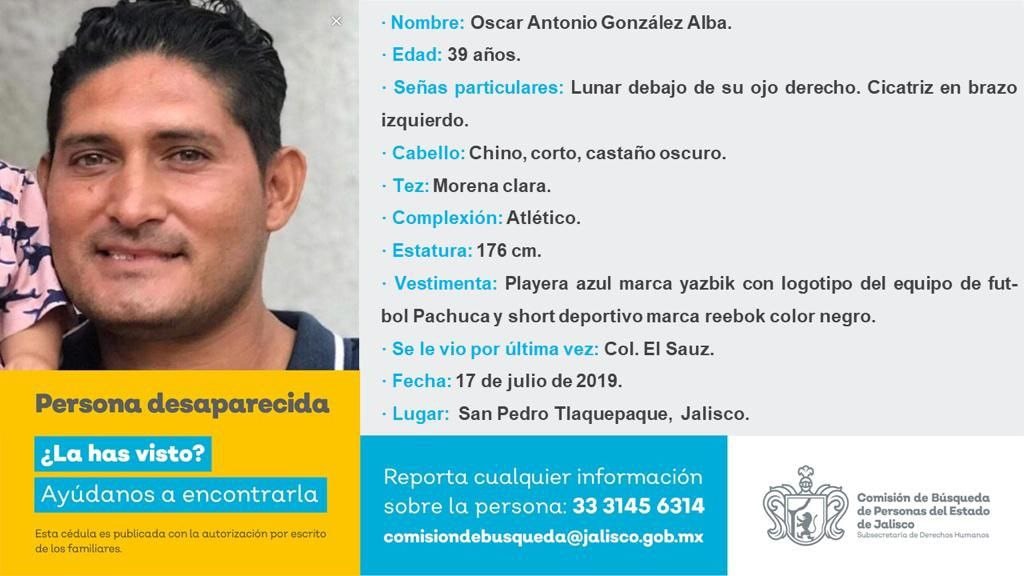 · Nombre: Oscar Antonio González Alba.
· Edad: 39 años.
· Señas particulares: Lunar debajo de su ojo derecho. Cicatriz en brazo
izquierdo.
· Cabello: Chino, corto, castaño oscuro.
· Tez: Morena clara.
· Complexión: Atlético.
· Estatura: 176 cm.
· Vestimenta: Playera azul marca yazbik con logotipo del equipo de fut-
bol Pachuca y short deportivo marca reebok color negro.
· Se le vio por última vez: Col. El Sauz.
· Fecha: 17 de julio de 2019.
· Lugar: San Pedro Tlaquepaque, Jalisco.
Persona desaparecida
¿La has visto?
Ayúdanos a encontrarla
Esta cédula es publicada con la autorización por escrito
de los familiares.
Reporta cualquier información
sobre la persona: 33 3145 6314
comisiondebusqueda@jalisco.gob.mx
Comisión de Búsqueda
de Personas del Estado
de Jalisco
Subsecretaría de Derechos Humanos